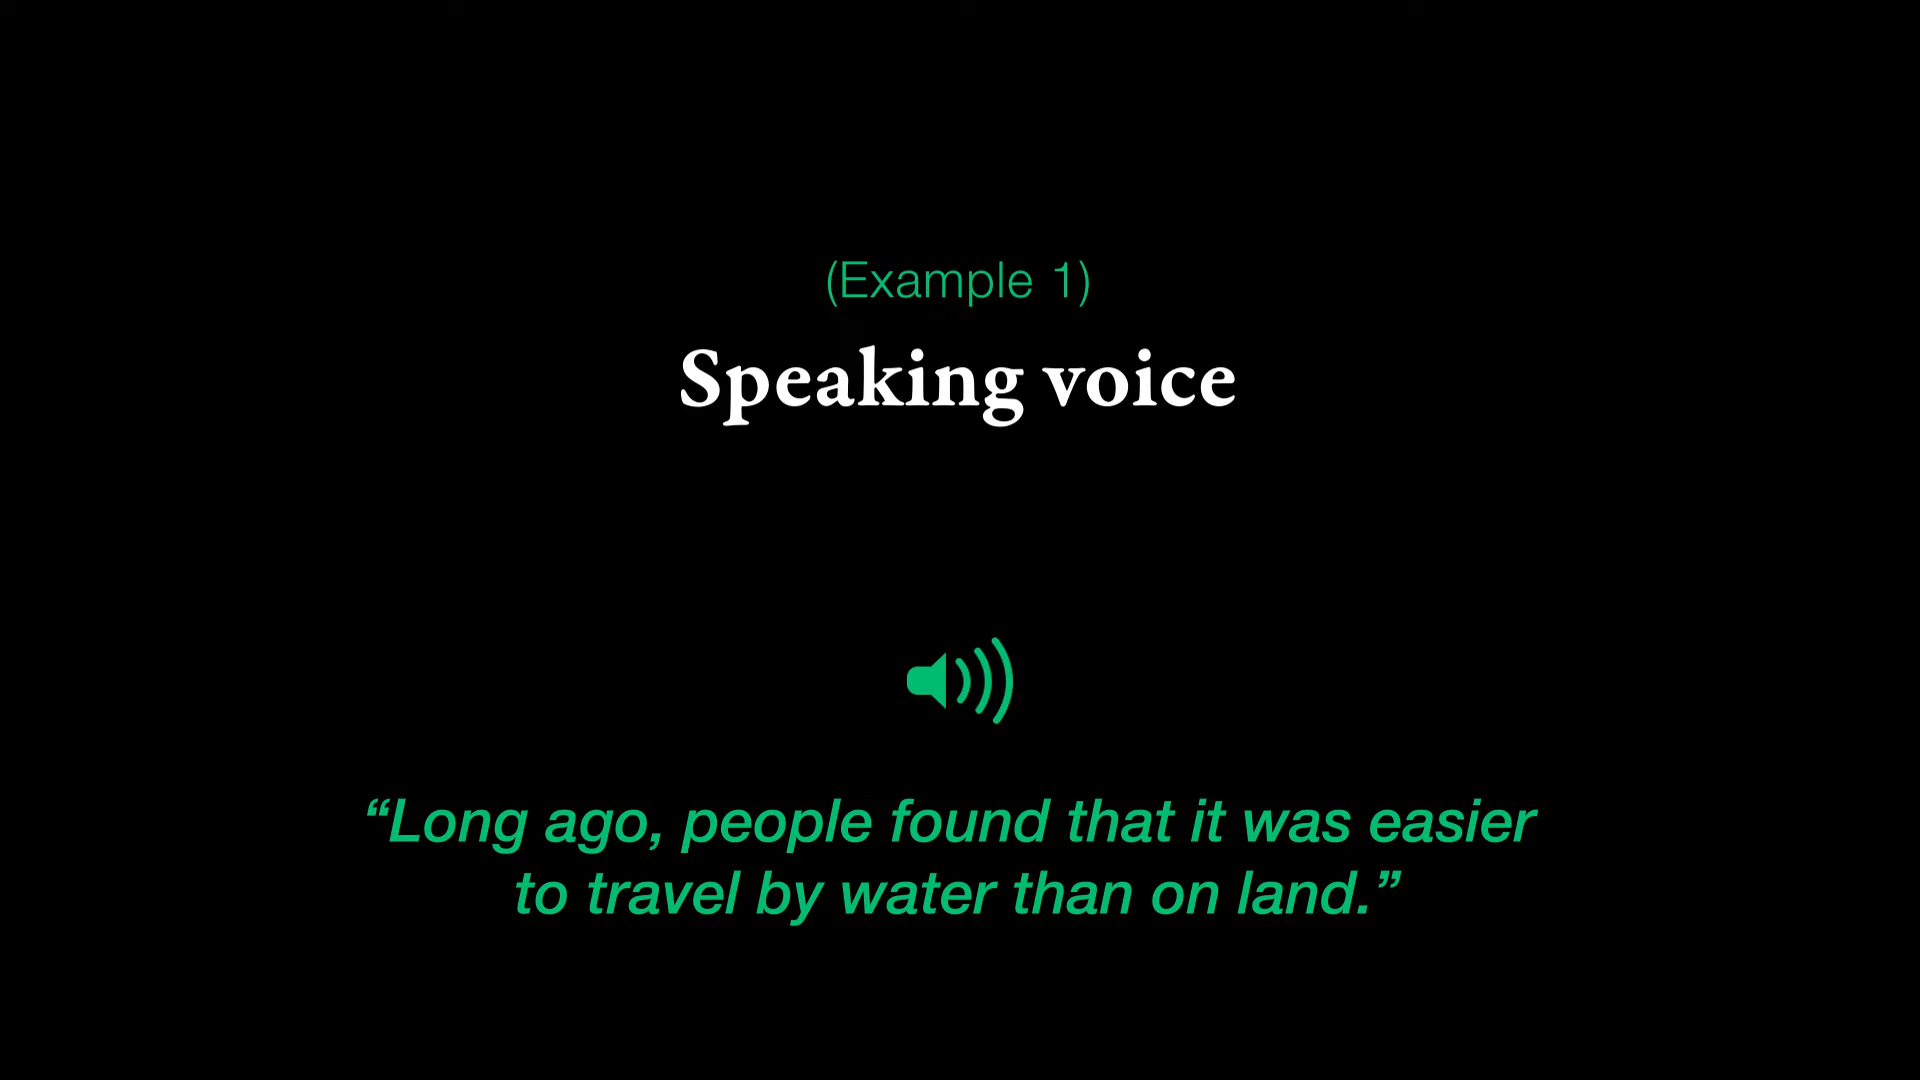 (Example 1)
Speaking voice
“Long ago, people found that it was easier
to travel by water than on land.”